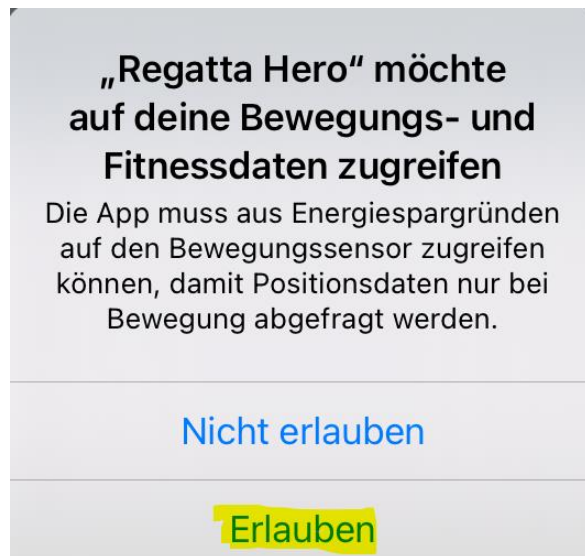 „Regatta Hero“ möchte
auf deine Bewegungs- und
Fitnessdaten zugreifen
Die App muss aus Energiespargründen
auf den Bewegungssensor zugreifen
können, damit Positionsdaten nur bei
Bewegung abgefragt werden.
Nicht erlauben
Erlauben